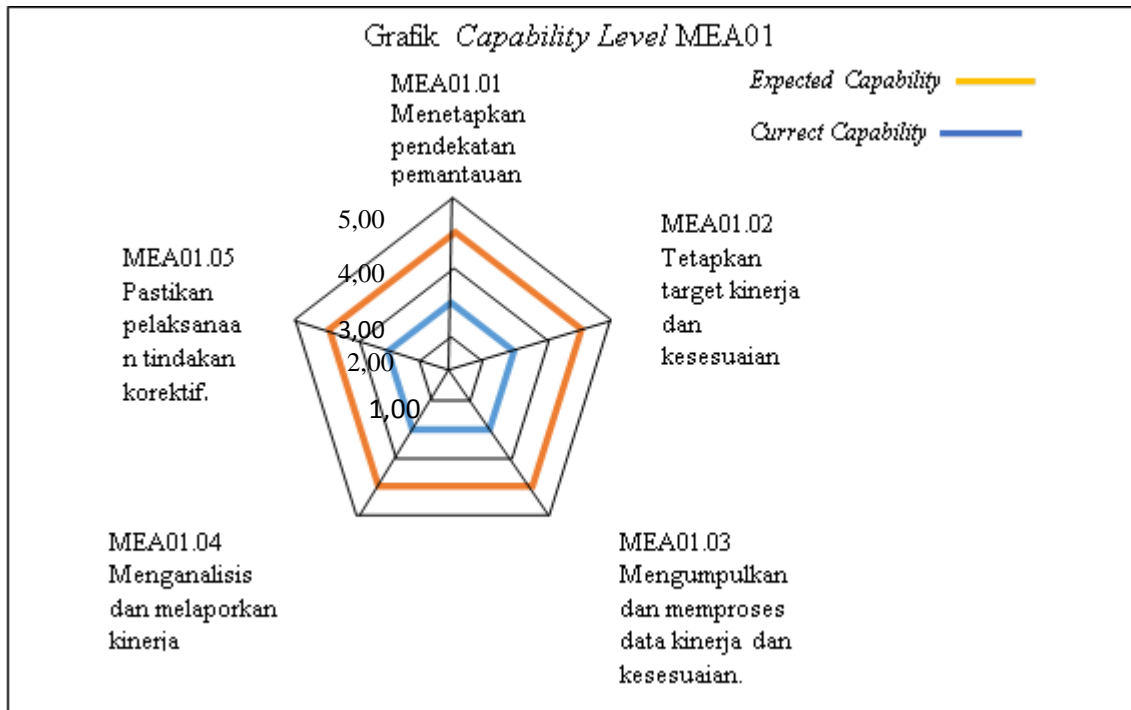 Grafik Capability Level MEA01
Expected Capability
Currect Capability
MEA01.01
Menetapkan
pendekatan
pemantauan
MEA01.02
Tetapkan
target kinerja
dan
kesesuaian
5,00
4,00
3,00
2,00
1,00
MEA01.05
Pastikan
pelaksanaa
n tindakan
korektif.
MEA01.04
Menganalisis
dan melaporkan
kinerja
MEA01.03
Mengumpulkan
dan memproses
data kinerja dan
kesesuaian.